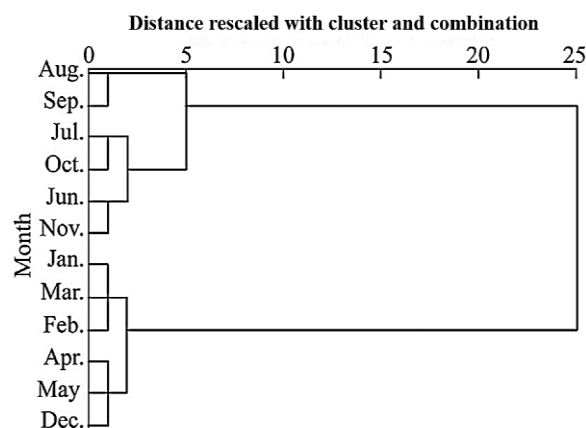 Distance rescaled with cluster and combination
0 5 10 15 20 25
Aug.
Sep.
Jul.
Oct.
Jun.
Nov.
Jan.
Mar.
Feb.
Apr.
May
Dec.
Month